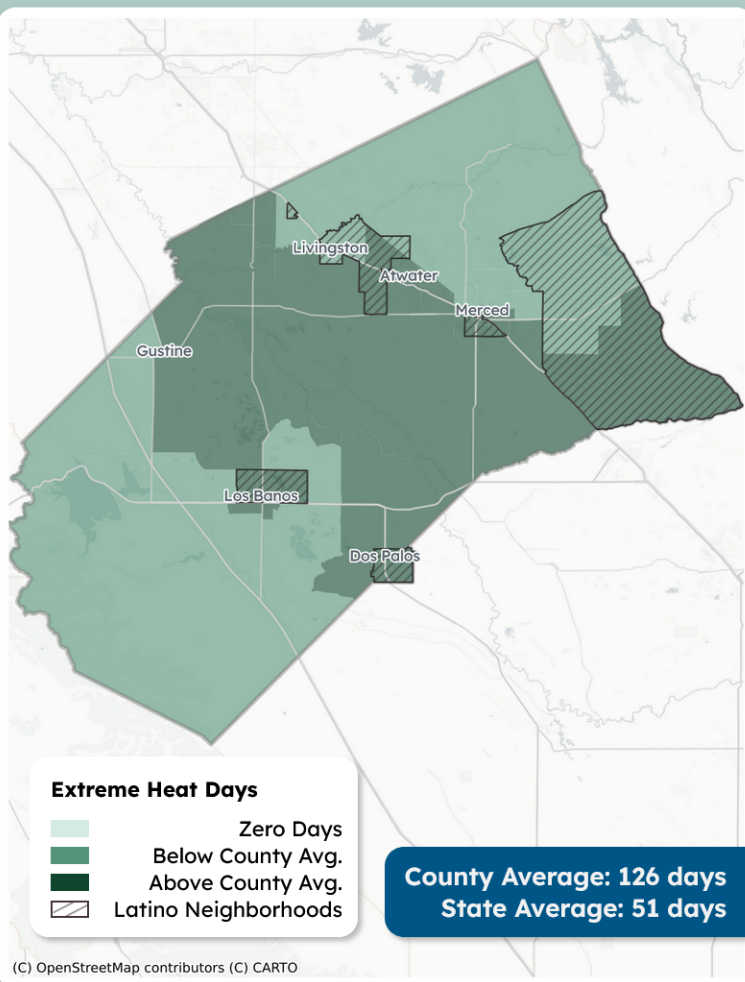 Livingston
Atwater
Merced
Gustine
Los Banos
Dos Palos
Extreme Heat Days
Zero Days
Below County Avg.
Above County Avg.
Latino Neighborhoods
County Average: 126 days
State Average: 51 days
(C) OpenStreetMap contributors (C) CARTO